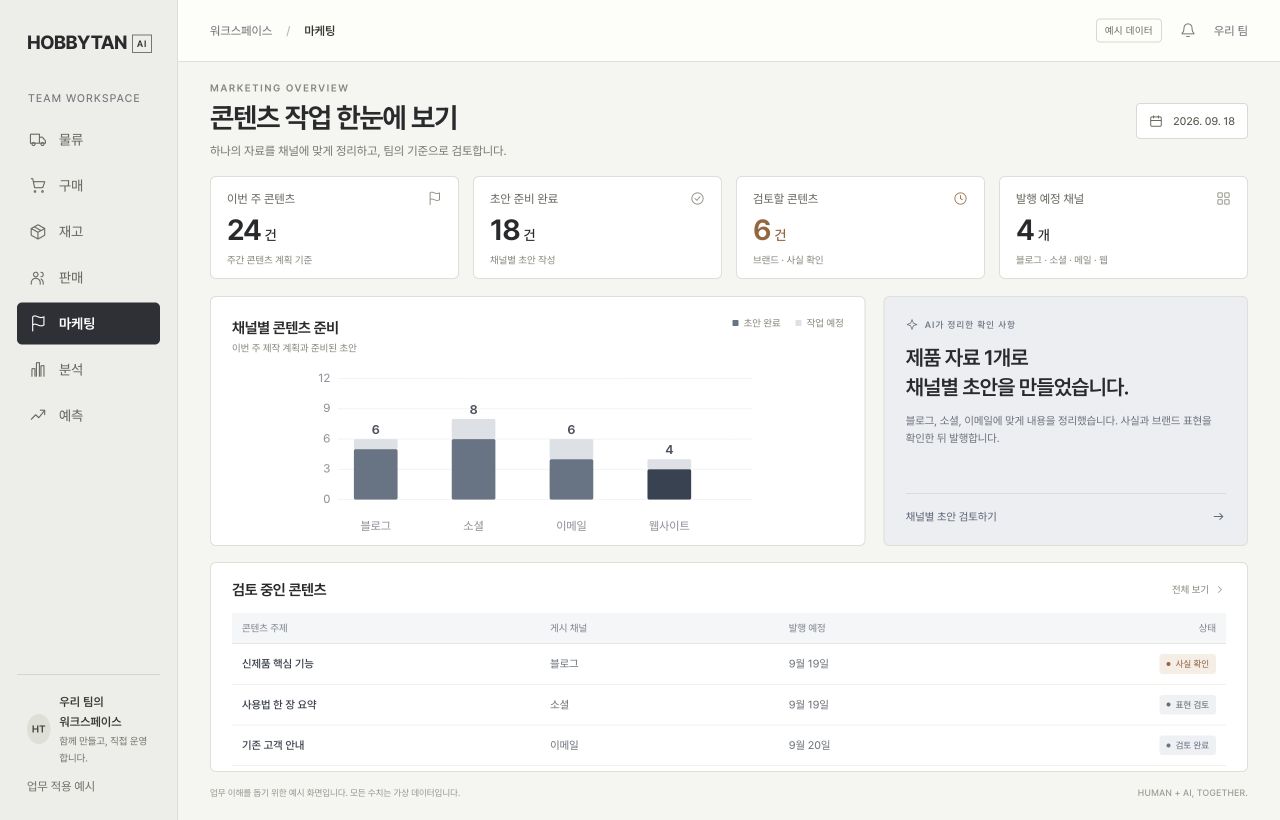 HOBBYTAN AI
TEAM WORKSPACE
물류
구매
재고
판매
마케팅
분석
예측
HT
우리 팀의
워크스페이스
함께 만들고, 직접 운영
합니다.
업무 적용 예시
워크스페이스 / 마케팅
예시 데이터
우리 팀
MARKETING OVERVIEW
콘텐츠 작업 한눈에 보기
하나의 자료를 채널에 맞게 정리하고, 팀의 기준으로 검토합니다.
2026. 09. 18
이번 주 콘텐츠
24 건
주간 콘텐츠 계획 기준
초안 준비 완료
18 건
채널별 초안 작성
검토할 콘텐츠
6 건
브랜드 · 사실 확인
발행 예정 채널
4 개
블로그 · 소셜 · 메일 · 웹
채널별 콘텐츠 준비
이번 주 제작 계획과 준비된 초안
초안 완료
작업 예정
12
9
6
3
0
6
8
6
4
블로그
소셜
이메일
웹사이트
AI가 정리한 확인 사항
제품 자료 1개로
채널별 초안을 만들었습니다.
블로그, 소셜, 이메일에 맞게 내용을 정리했습니다. 사실과 브랜드 표현을
확인한 뒤 발행합니다.
채널별 초안 검토하기
검토 중인 콘텐츠
전체 보기
콘텐츠 주제 게시 채널 발행 예정 상태
신제품 핵심 기능 블로그 9월 19일 사실 확인
사용법 한 장 요약 소셜 9월 19일 표현 검토
기존 고객 안내 이메일 9월 20일 검토 완료
업무 이해를 돕기 위한 예시 화면입니다. 모든 수치는 가상 데이터입니다.
HUMAN + AI, TOGETHER.